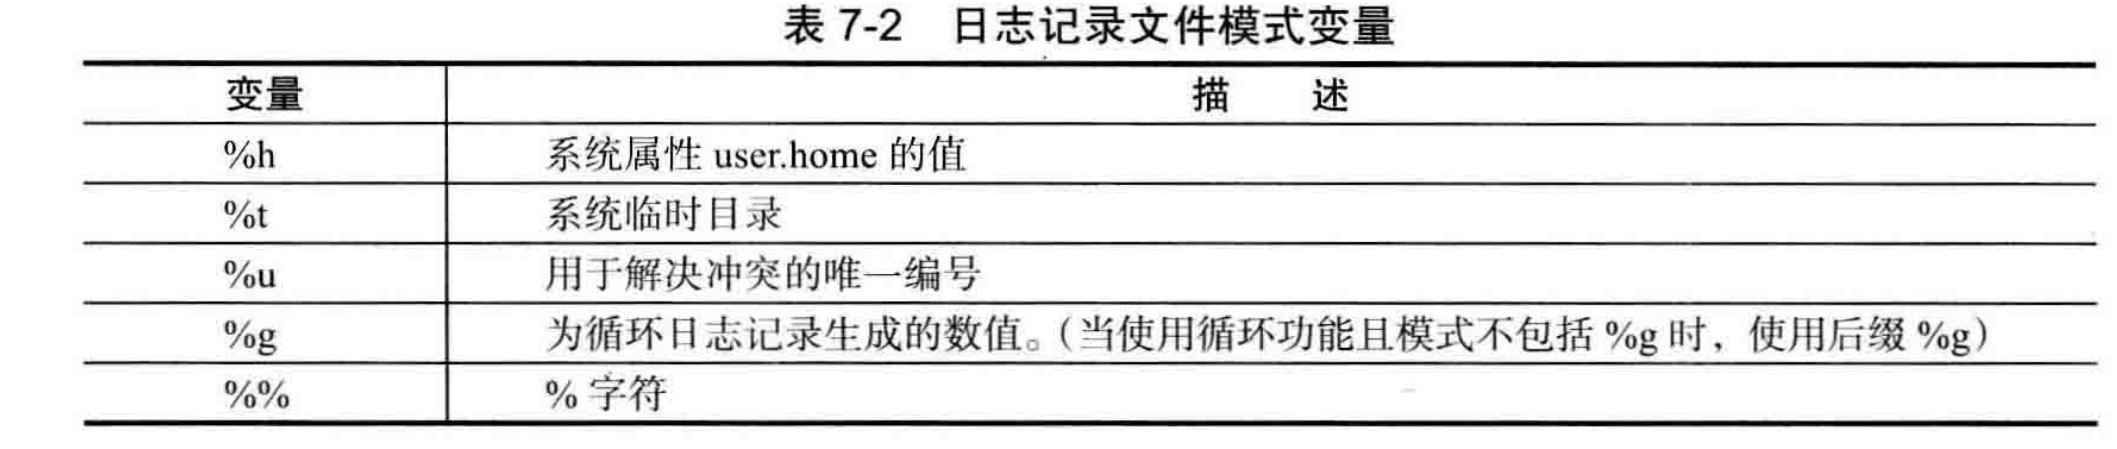 表 7-2 日志记录文件模式变量
变量 描 述
%h 系统属性 user.home 的值
%t 系统临时目录
%u 用于解决冲突的唯一编号
%g 为循环日志记录生成的数值。（当使用循环功能且模式不包括 %g 时，使用后缀 %g）
%% % 字符